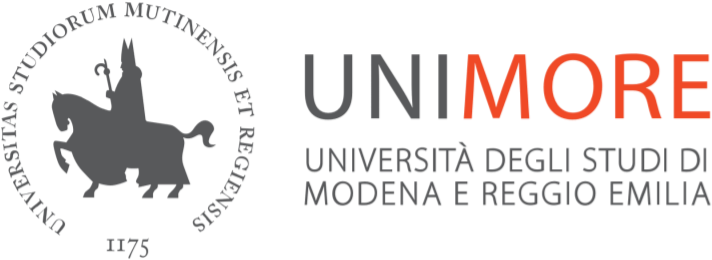 UNIVERSITAS STUDIORUM MUTINENSIS ET REGIENSIS
1175
UNIMORE
UNIVERSITÀ DEGLI STUDI DI
MODENA E REGGIO EMILIA